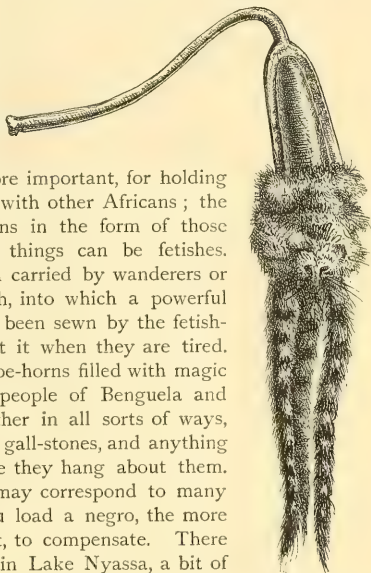 ore important, for holding
with other Africans ; the
ns in the form of those
things can be fetishes.
carried by wanderers or
h, into which a powerful
been sewn by the fetish-
t it when they are tired.
pe-horns filled with magic
people of Benguela and
ther in all sorts of ways,
gall-stones, and anything
e they hang about them.
may correspond to many
u load a negro, the more
t, to compensate. There
in Lake Nyassa, a bit of